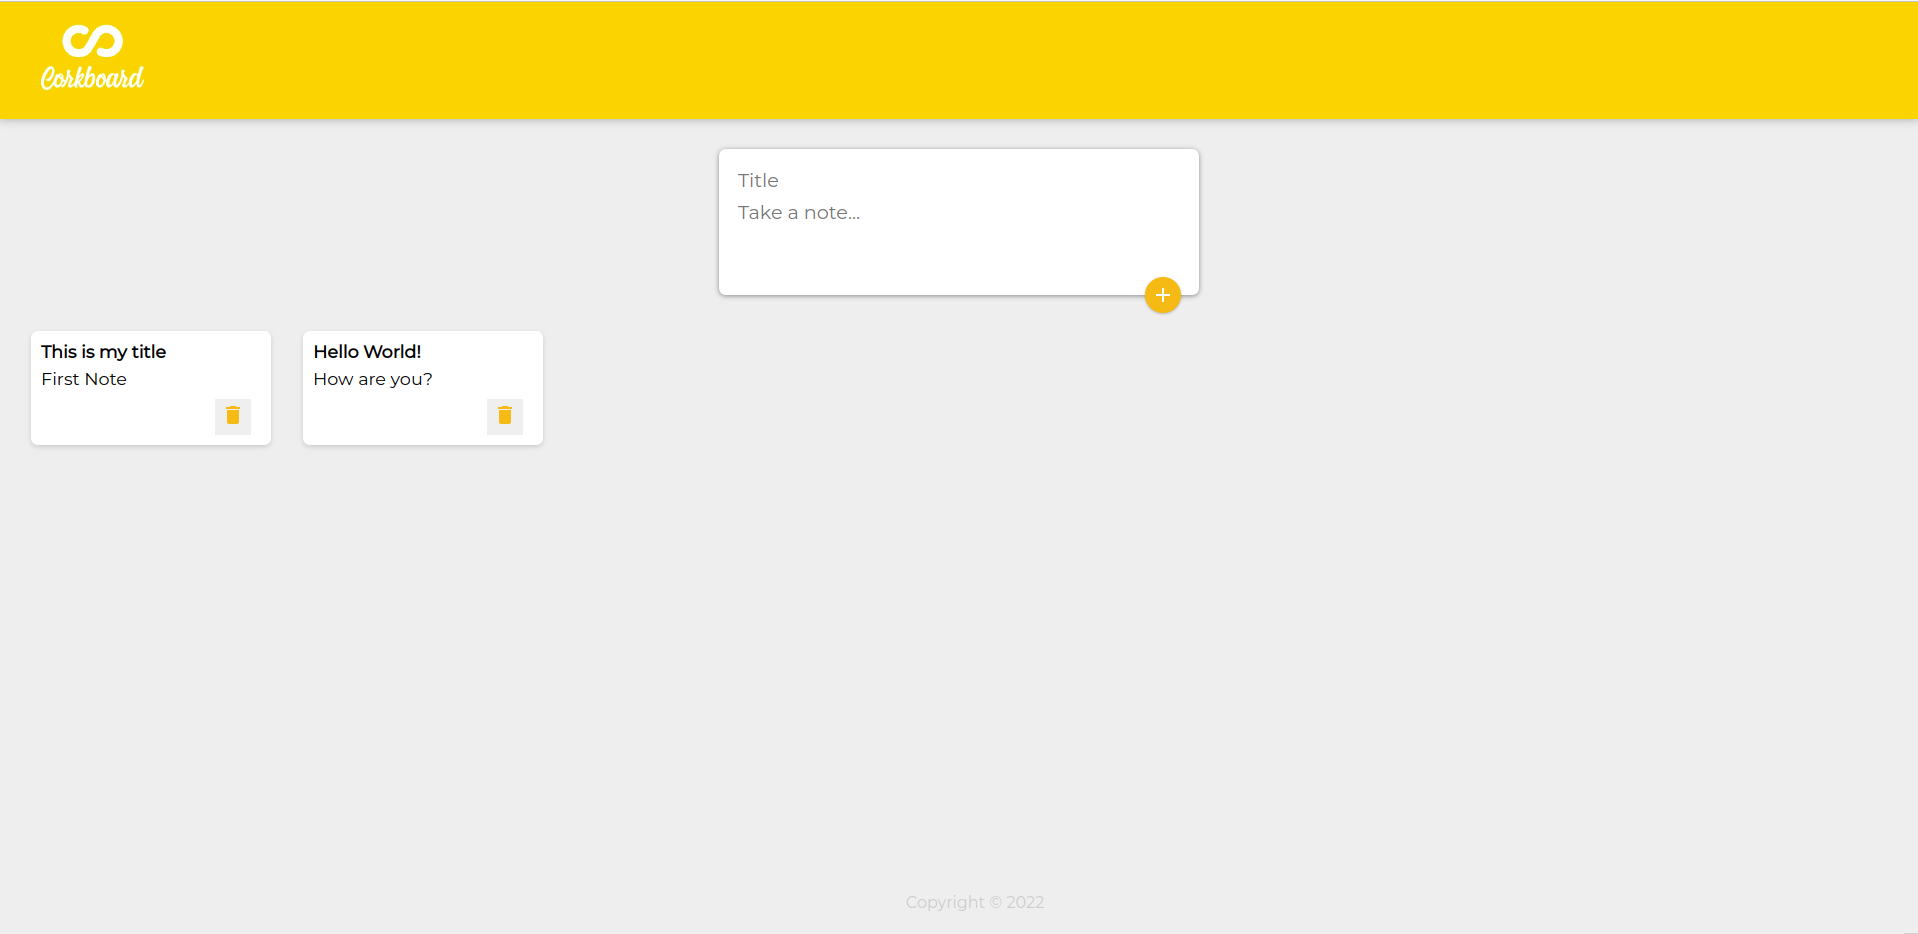 Corkboard
Title
Take a note...
This is my title
First Note
Hello World!
How are you?
Copyright © 2022